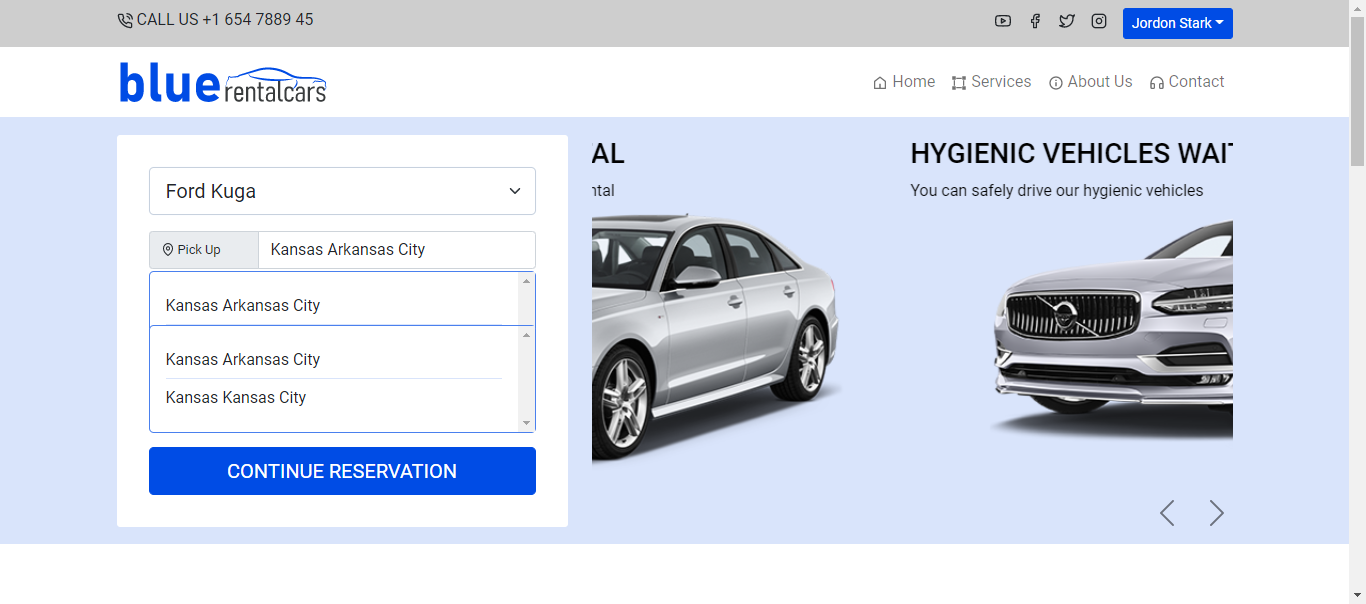 CALL US +1 654 7889 45
Jordon Stark
blue rentalcars
Home
Services
About Us
Contact
Ford Kuga
Pick Up
Kansas Arkansas City
Kansas Arkansas City
Kansas Arkansas City
Kansas Kansas City
CONTINUE RESERVATION
AL
ntal
HYGIENIC VEHICLES WAIT
You can safely drive our hygienic vehicles